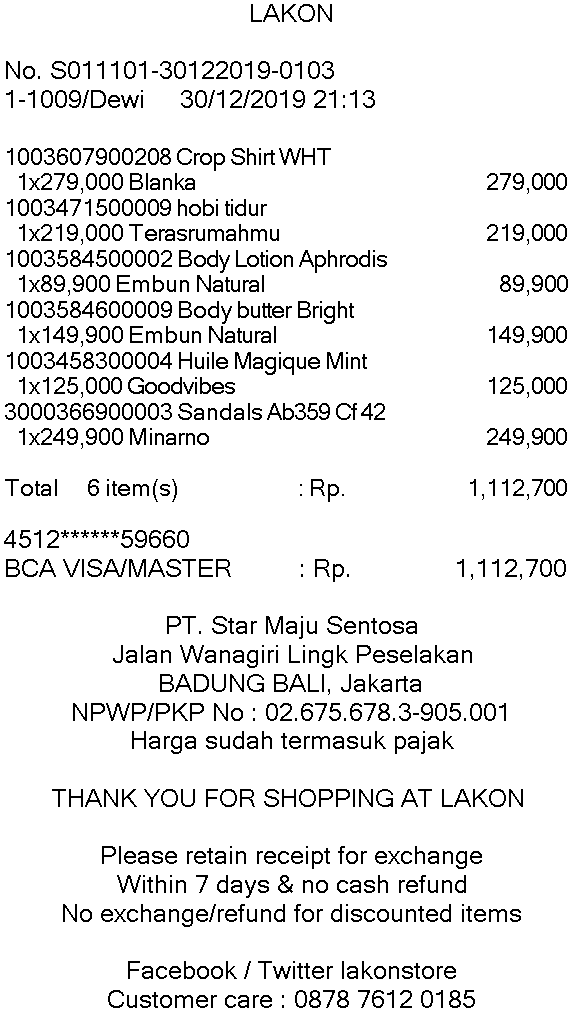 LAKON
No. S011101-30122019-0103
1-1009/Dewi 30/12/2019 21:13
1003607900208 Crop Shirt WHT
1x279,000 Blanka 279,000
1003471500009 hobi tidur
1x219,000 Terasrumahmu 219,000
1003584500002 Body Lotion Aphrodis
1x89,900 Embun Natural 89,900
1003584600009 Body butter Bright
1x149,900 Embun Natural 149,900
1003458300004 Huile Magique Mint
1x125,000 Goodvibes 125,000
3000366900003 Sandals Ab359 Cf 42
1x249,900 Minarno 249,900
Total 6 item(s) : Rp. 1,112,700
4512******59660
BCA VISA/MASTER : Rp. 1,112,700
PT. Star Maju Sentosa
Jalan Wanagiri Lingk Peselakan
BADUNG BALI, Jakarta
NPWP/PKP No : 02.675.678.3-905.001
Harga sudah termasuk pajak
THANK YOU FOR SHOPPING AT LAKON
Please retain receipt for exchange
Within 7 days & no cash refund
No exchange/refund for discounted items
Facebook / Twitter lakonstore
Customer care : 0878 7612 0185